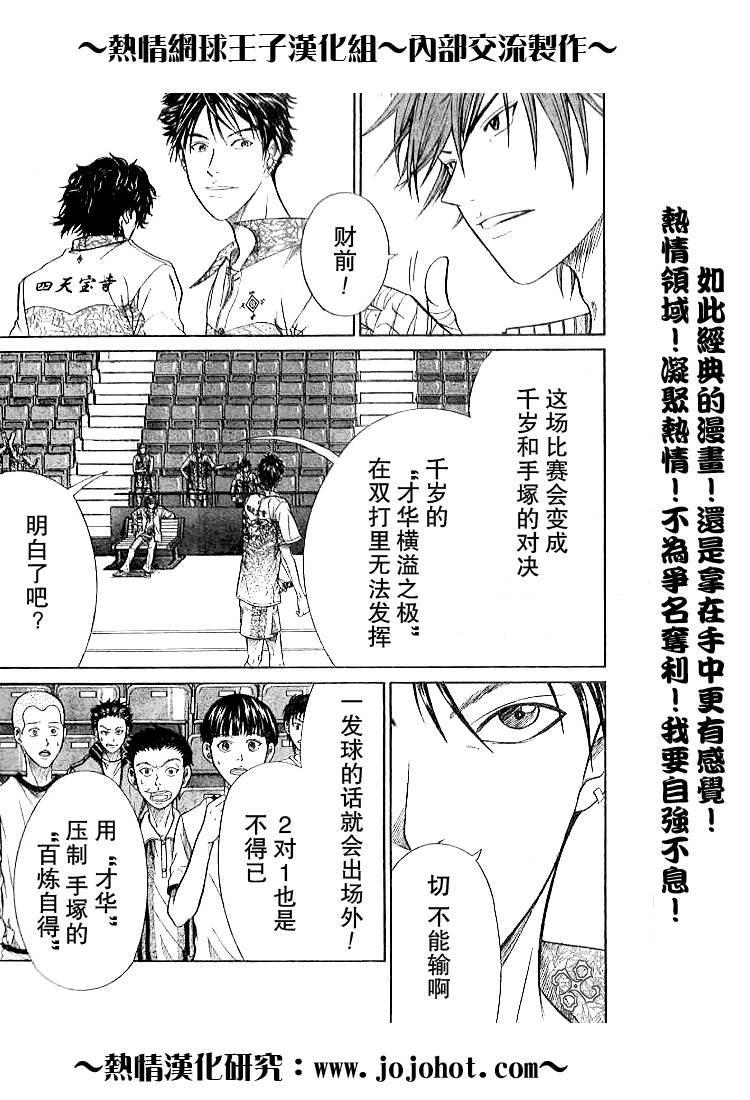 ～熱情網球王子漢化組～內部交流製作～
财前！
四天宝寺
这场比赛会变成
千岁和手塚的对决
千岁的
“才华横溢之极”
在双打里无法发挥
明白了吧？
一发球的话就会出场外！
2对1也是
不得已
用“才华”
压制手塚的
“百炼自得”
切 不能输啊
如此經典的漫畫！還是拿在手中更有感覺！
熱情領域！凝聚熱情！不為爭名奪利！我要自強不息！
～熱情漢化研究：www.jojohot.com～